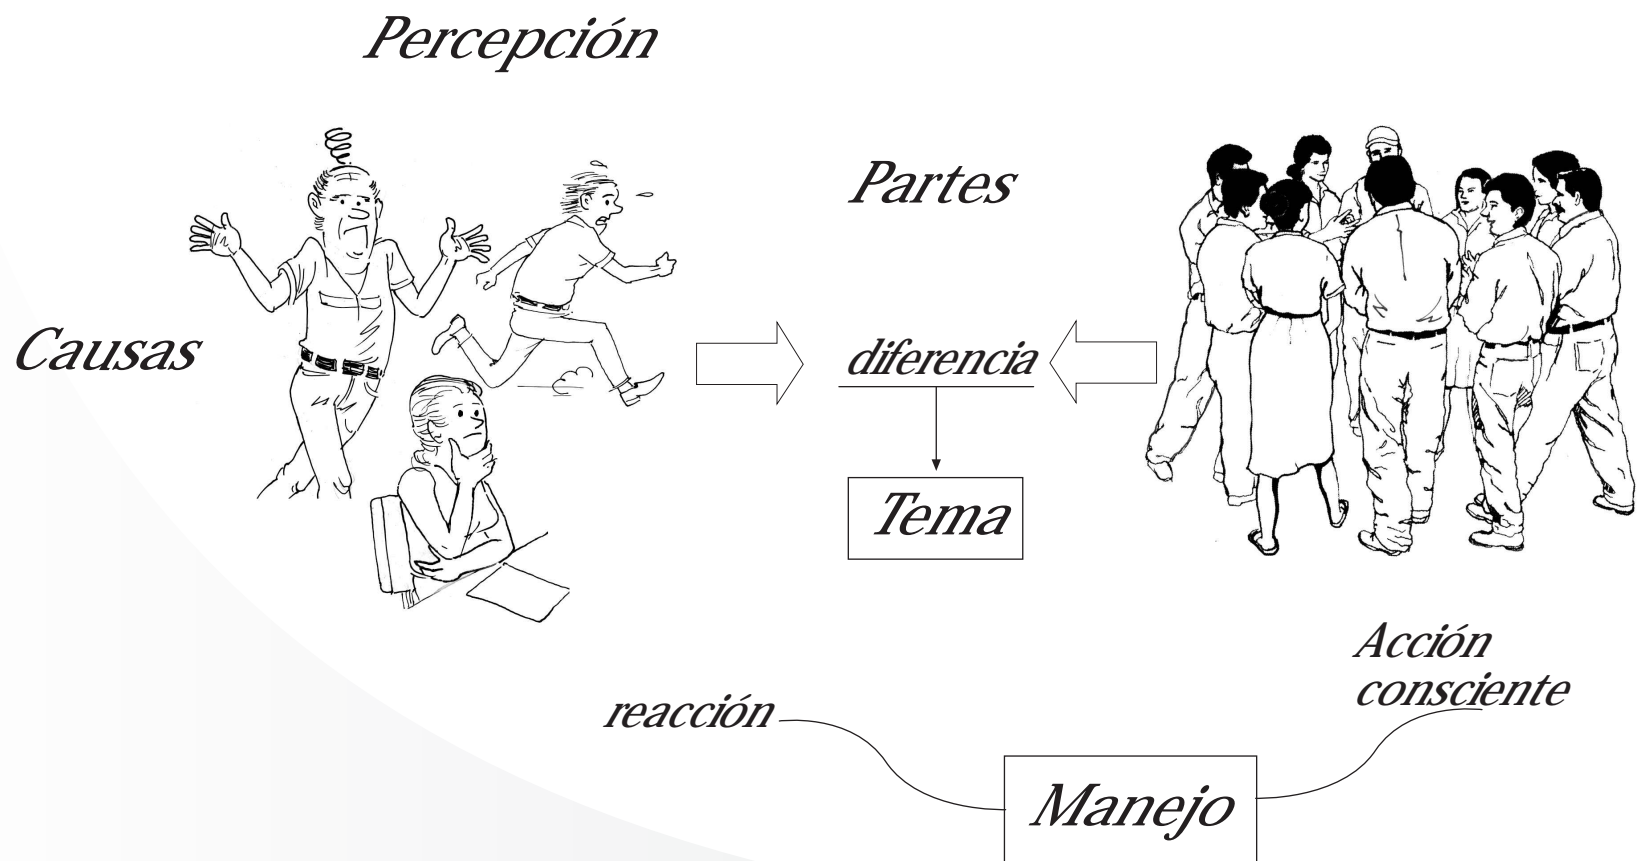 Percepción
Partes
Causas
diferencia
Tema
Acción
consciente
reacción
Manejo